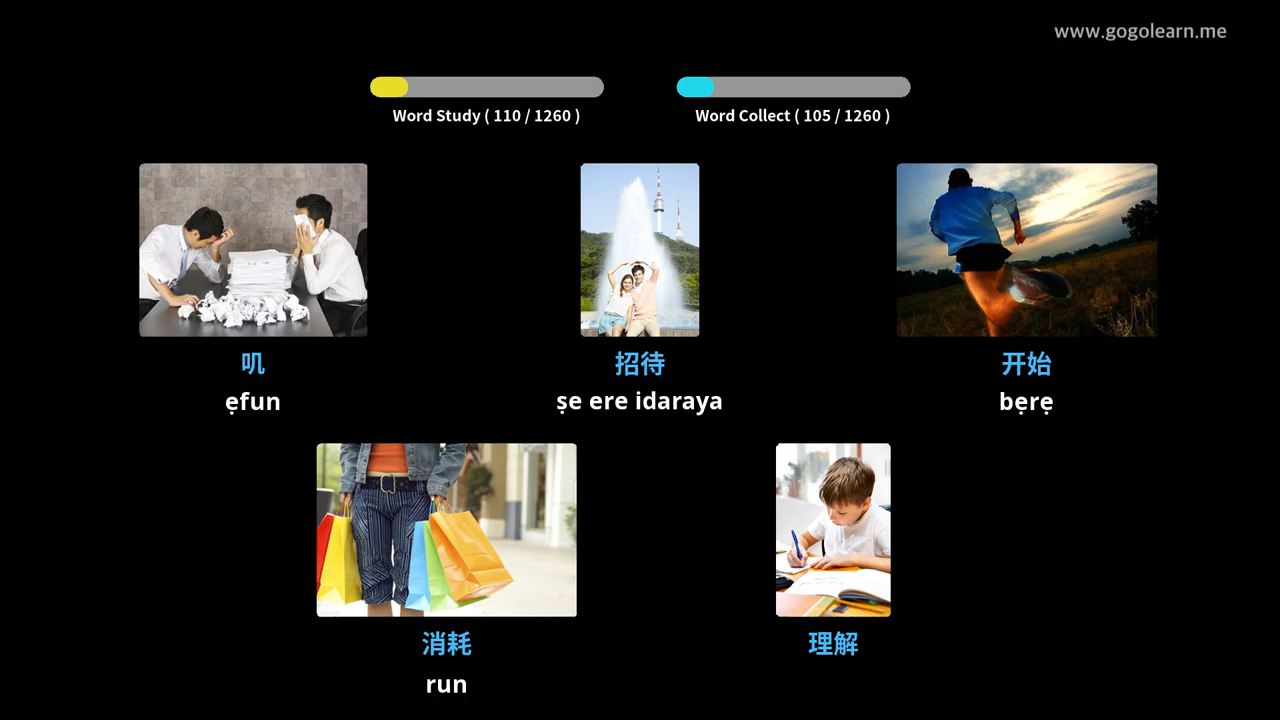 www.gogolearn.me
Word Study ( 110 / 1260 )
Word Collect ( 105 / 1260 )
叽
ẹfun
招待
ṣe ere idaraya
开始
bẹrẹ
消耗
run
理解